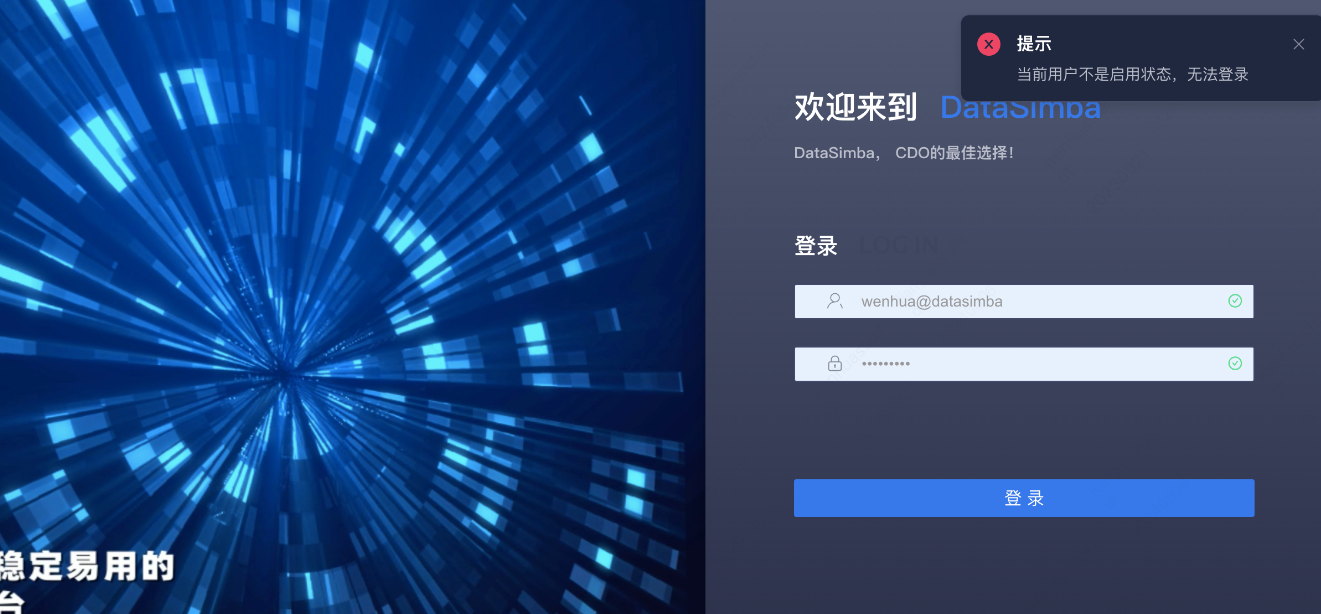 提示
当前用户不是启用状态，无法登录
欢迎来到 DataSimba
DataSimba， CDO的最佳选择！
登录 LOG IN
wenhua@datasimba
•••••••••
登 录
稳定易用的
台